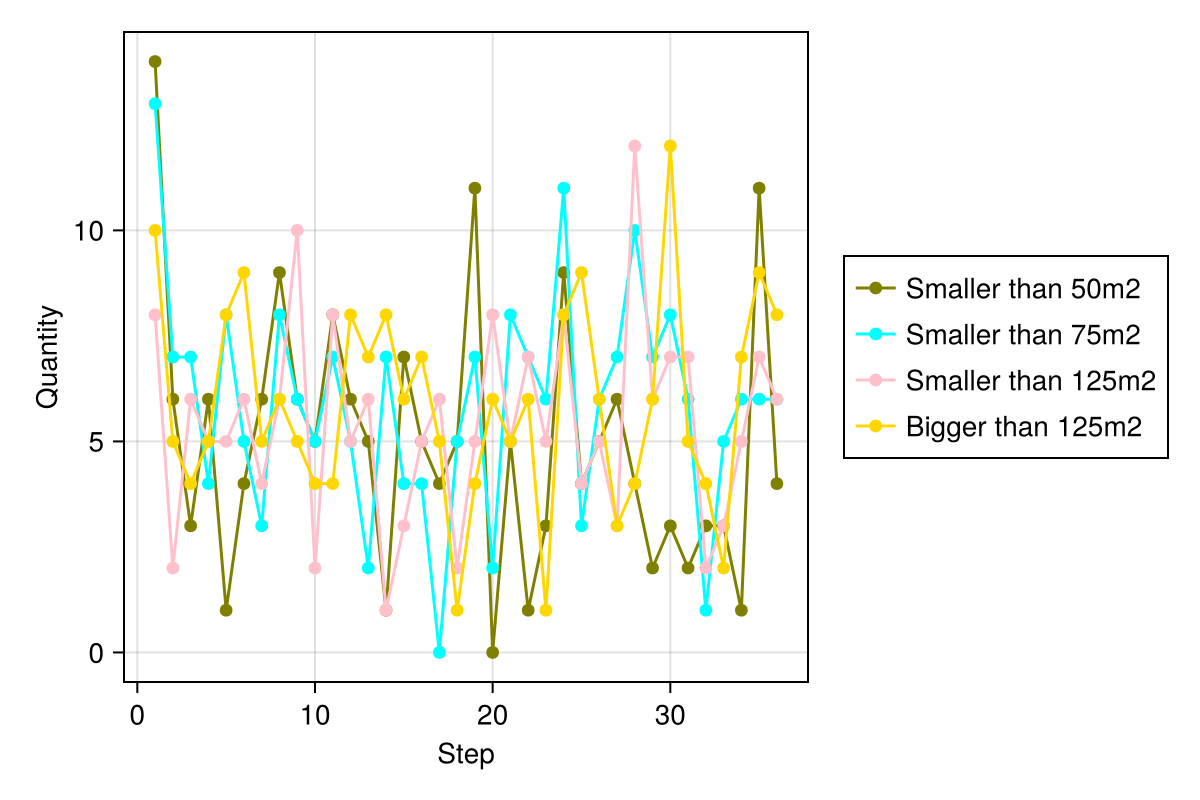 Quantity
10
5
0
0 10 20 30
Step
Smaller than 50m2
Smaller than 75m2
Smaller than 125m2
Bigger than 125m2